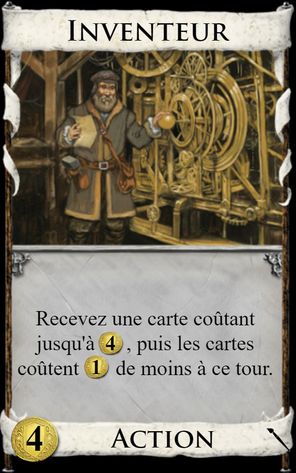 INVENTEUR
Recevez une carte coûtant
jusqu'à 4 , puis les cartes
coûtent 1 de moins à ce tour.
4 ACTION